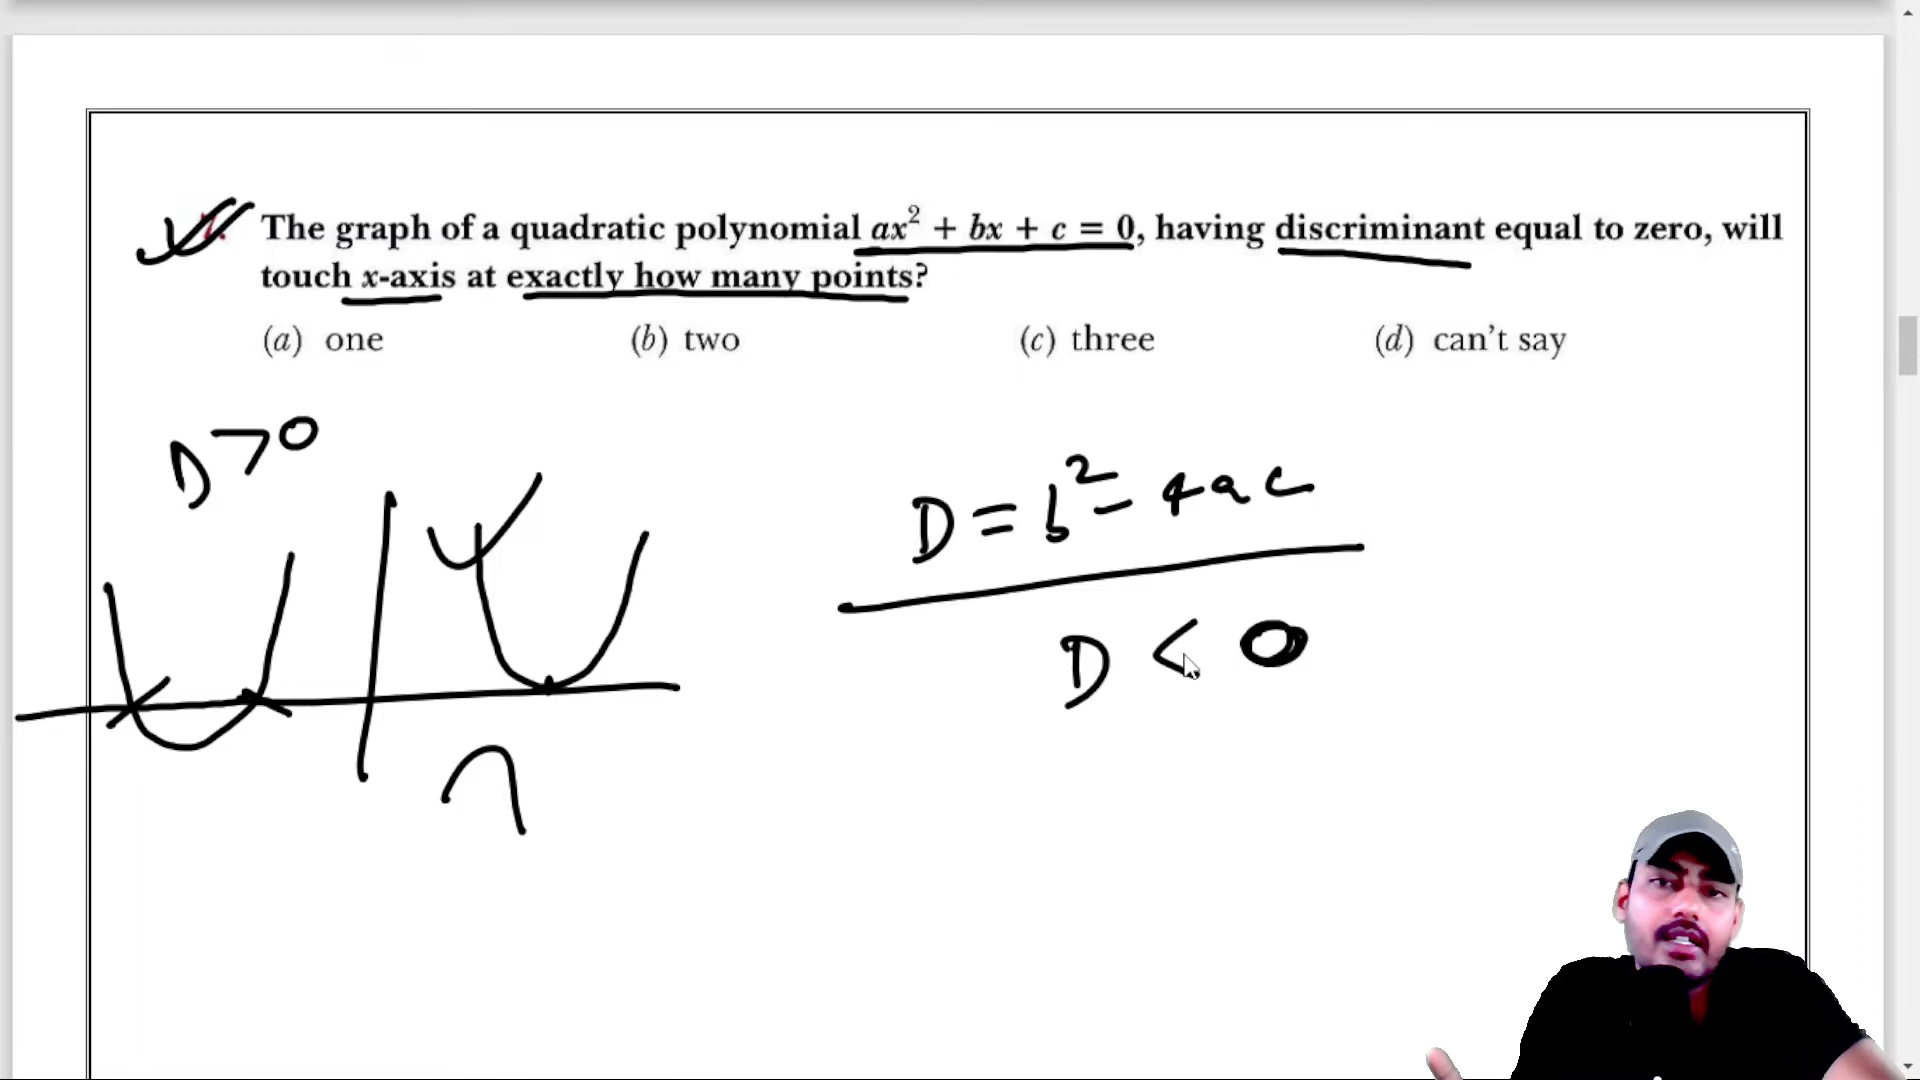 The graph of a quadratic polynomial ax² + bx + c = 0, having discriminant equal to zero, will
touch x-axis at exactly how many points?
(a) one (b) two (c) three (d) can't say
D > 0
D = b² - 4ac
D < 0